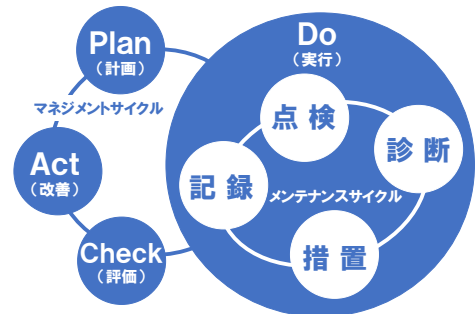 Plan
（計画）
マネジメントサイクル
Act
（改善）
Check
（評価）
Do
（実行）
点検
診断
記録
メンテナンスサイクル
措置